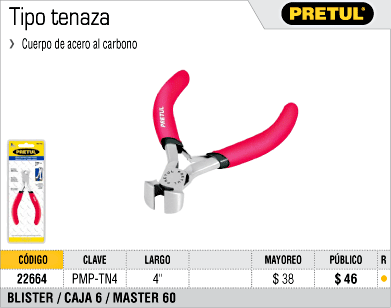 Tipo tenaza
PRETUL®
› Cuerpo de acero al carbono
PRETUL
PRETUL
CÓDIGO CLAVE LARGO MAYOREO PÚBLICO R
22664 PMP-TN4 4" $ 38 $ 46
BLISTER / CAJA 6 / MASTER 60